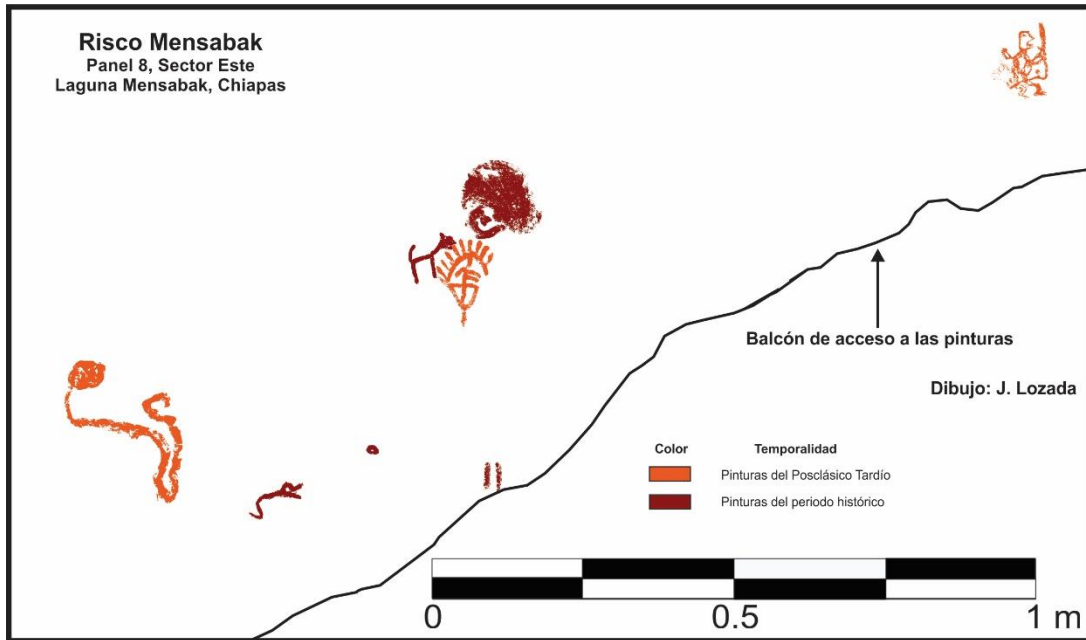 Risco Mensabak
Panel 8, Sector Este
Laguna Mensabak, Chiapas
Balcón de acceso a las pinturas
Dibujo: J. Lozada
Color Temporalidad
Pinturas del Posclásico Tardío
Pinturas del periodo histórico
0 0.5 1 m